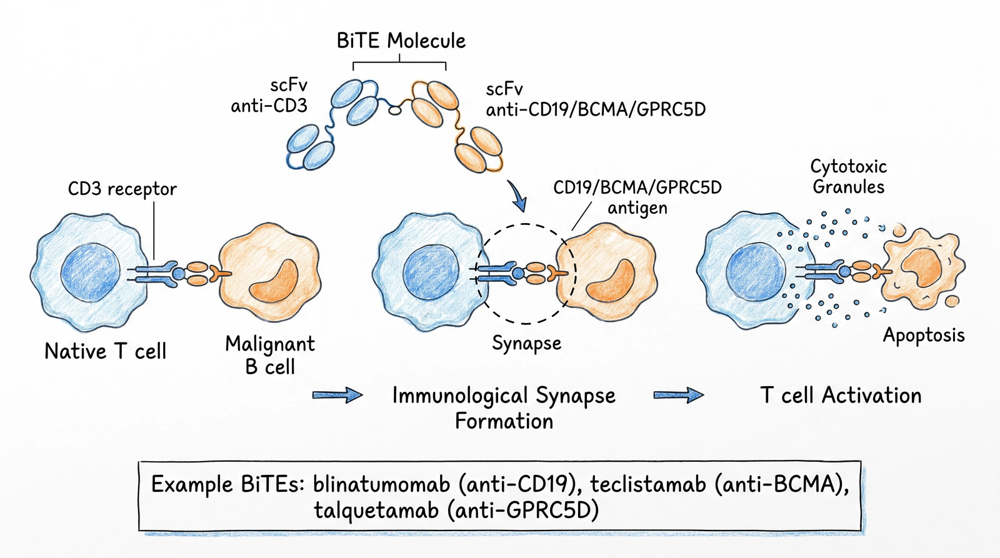 BiTE Molecule
scFv
anti-CD3
scFv
anti-CD19/BCMA/GPRC5D
CD3 receptor
CD19/BCMA/GPRC5D
antigen
Cytotoxic
Granules
Native T cell
Malignant
B cell
Synapse
Apoptosis
Immunological Synapse
Formation
T cell Activation
Example BiTEs: blinatumomab (anti-CD19), teclistamab (anti-BCMA),
talquetamab (anti-GPRC5D)